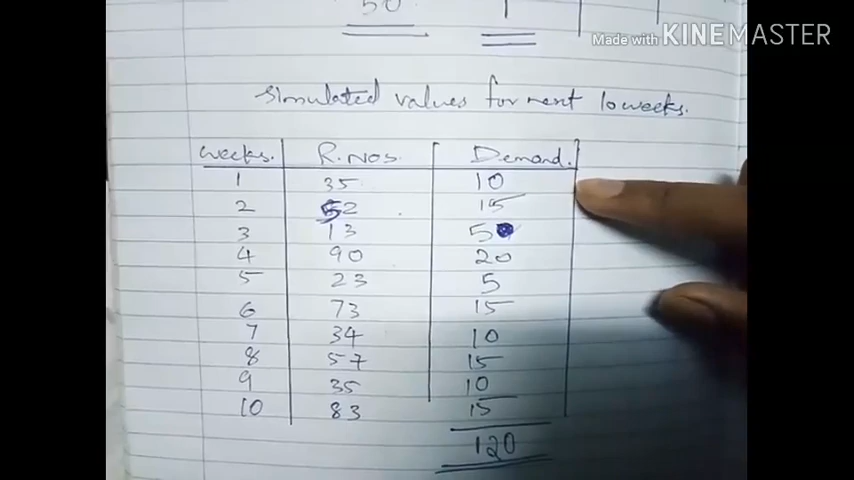 50
Made with KINEMASTER
Simulated values for next 10 weeks.
Weeks. R.Nos. Demand.
1 35 10
2 52 15
3 13 5
4 90 20
5 23 5
6 73 15
7 34 10
8 57 15
9 35 10
10 83 15
120